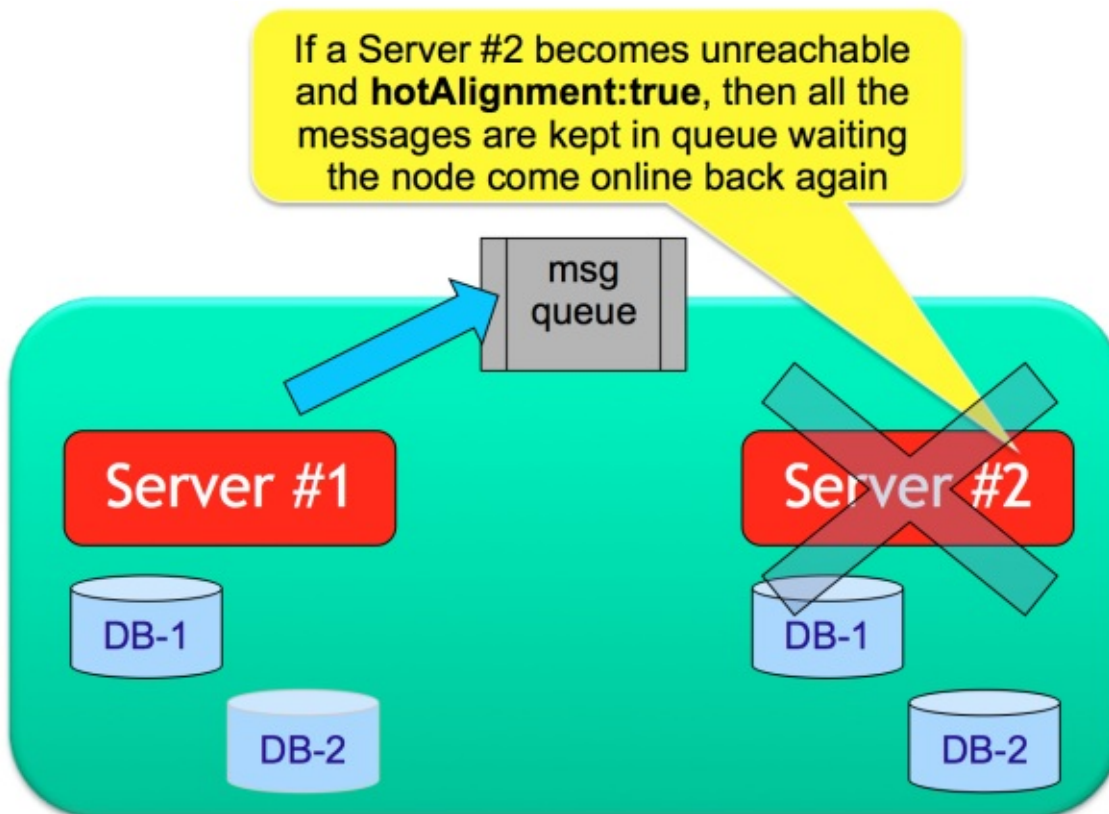 If a Server #2 becomes unreachable
and hotAlignment:true, then all the
messages are kept in queue waiting
the node come online back again
msg
queue
Server #1
Server #2
DB-1
DB-1
DB-2
DB-2